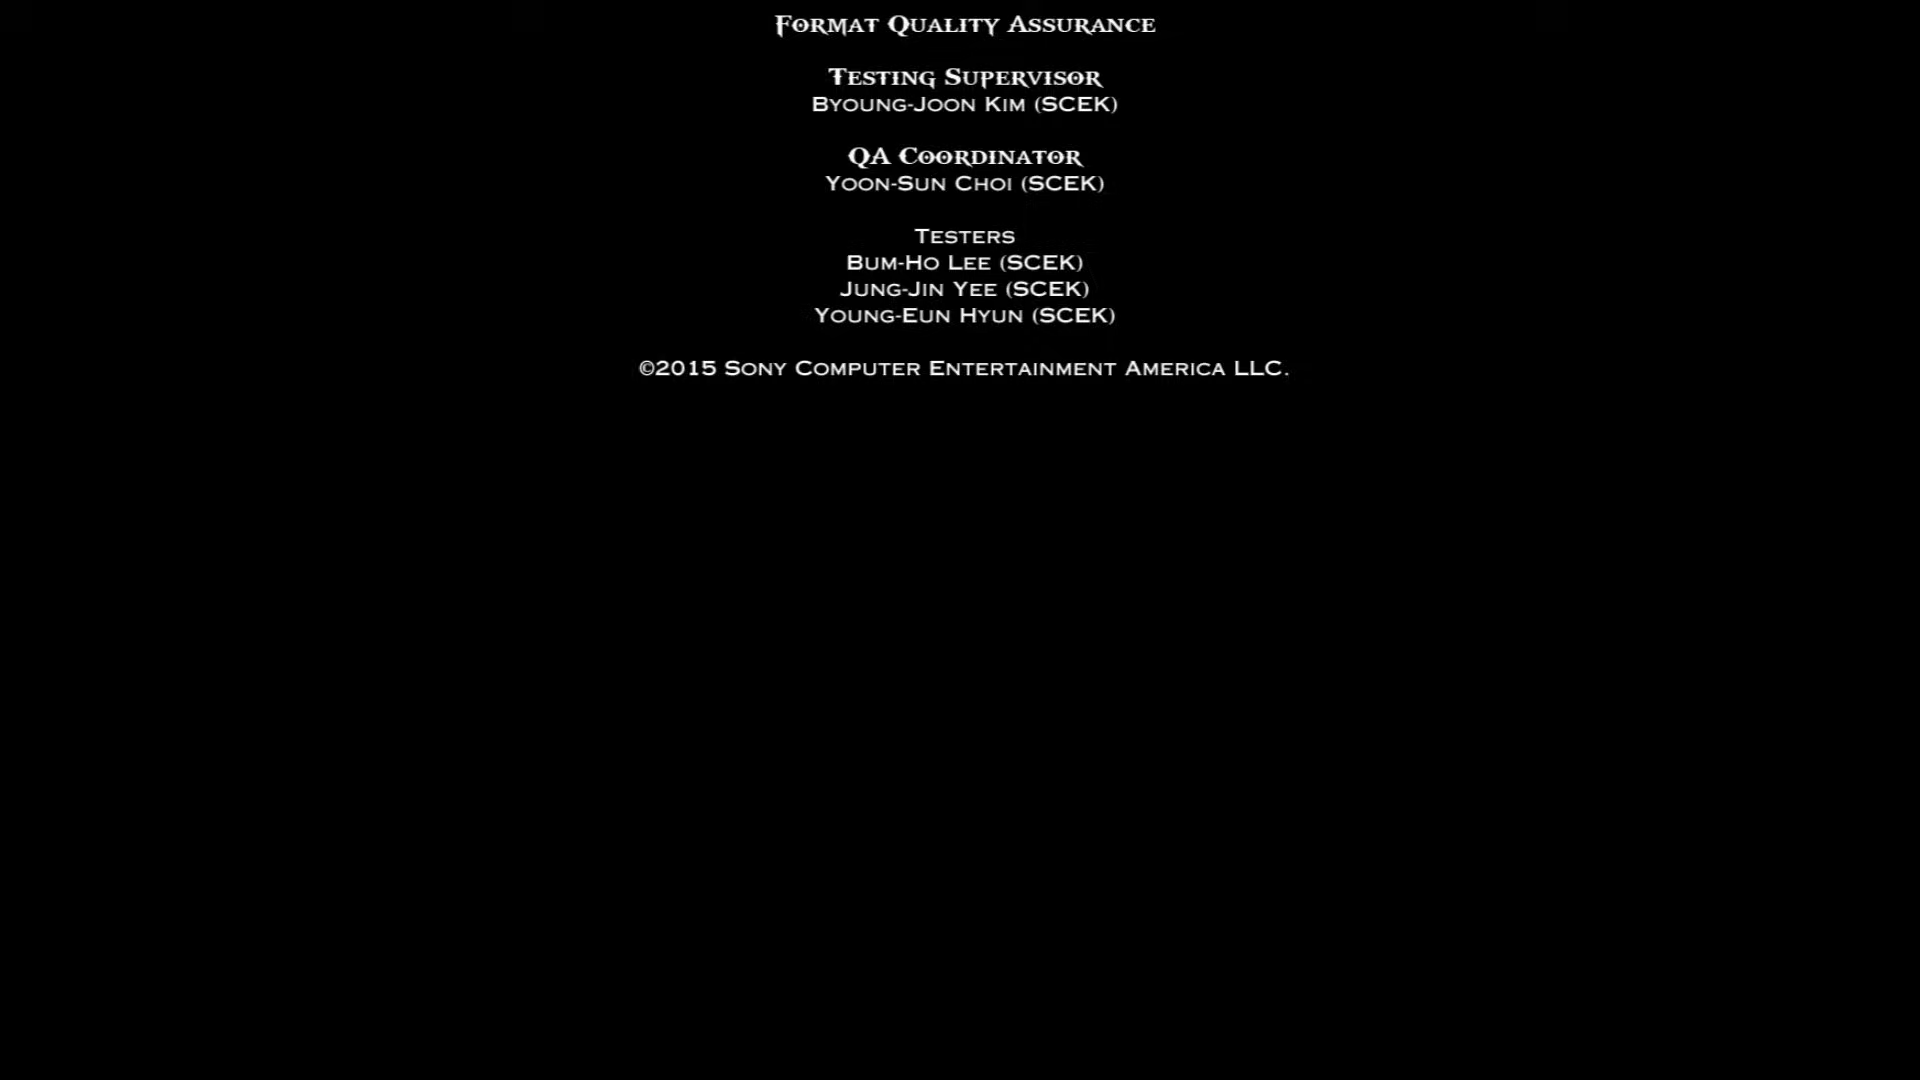 Format Quality Assurance
Testing Supervisor
Byoung-Joon Kim (SCEK)
QA Coordinator
Yoon-Sun Choi (SCEK)
Testers
Bum-Ho Lee (SCEK)
Jung-Jin Yee (SCEK)
Young-Eun Hyun (SCEK)
©2015 Sony Computer Entertainment America LLC.